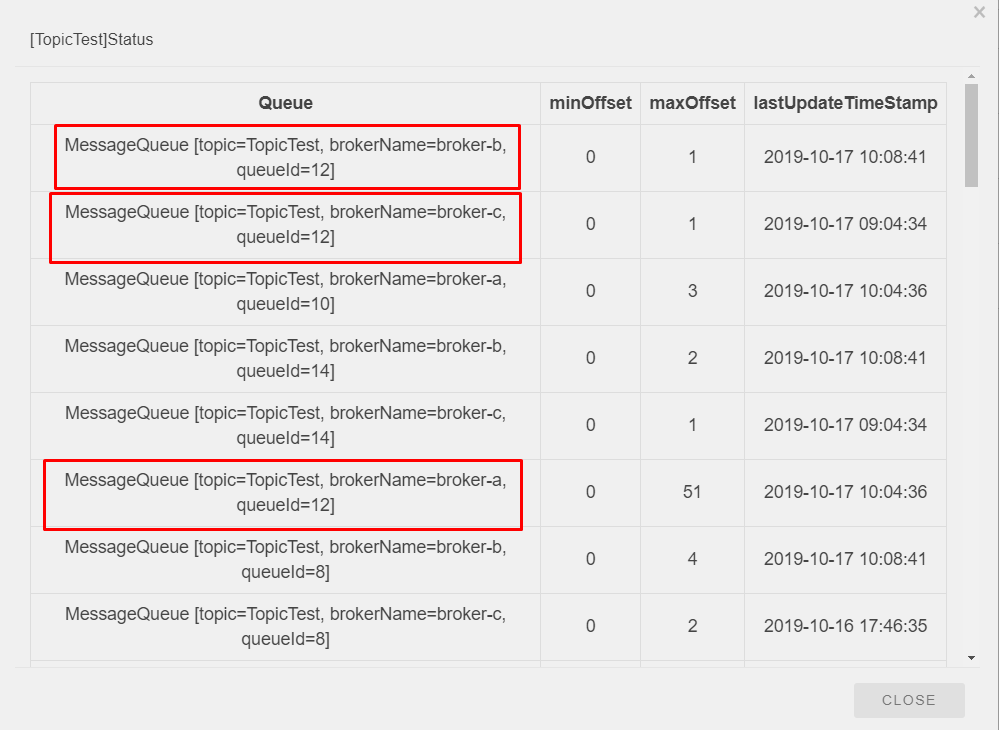 ×
[TopicTest]Status
Queue minOffset maxOffset lastUpdateTimeStamp
MessageQueue [topic=TopicTest, brokerName=broker-b,
queueId=12]
0 1 2019-10-17 10:08:41
MessageQueue [topic=TopicTest, brokerName=broker-c,
queueId=12]
0 1 2019-10-17 09:04:34
MessageQueue [topic=TopicTest, brokerName=broker-a,
queueId=10]
0 3 2019-10-17 10:04:36
MessageQueue [topic=TopicTest, brokerName=broker-b,
queueId=14]
0 2 2019-10-17 10:08:41
MessageQueue [topic=TopicTest, brokerName=broker-c,
queueId=14]
0 1 2019-10-17 09:04:34
MessageQueue [topic=TopicTest, brokerName=broker-a,
queueId=12]
0 51 2019-10-17 10:04:36
MessageQueue [topic=TopicTest, brokerName=broker-b,
queueId=8]
0 4 2019-10-17 10:08:41
MessageQueue [topic=TopicTest, brokerName=broker-c,
queueId=8]
0 2 2019-10-16 17:46:35
CLOSE